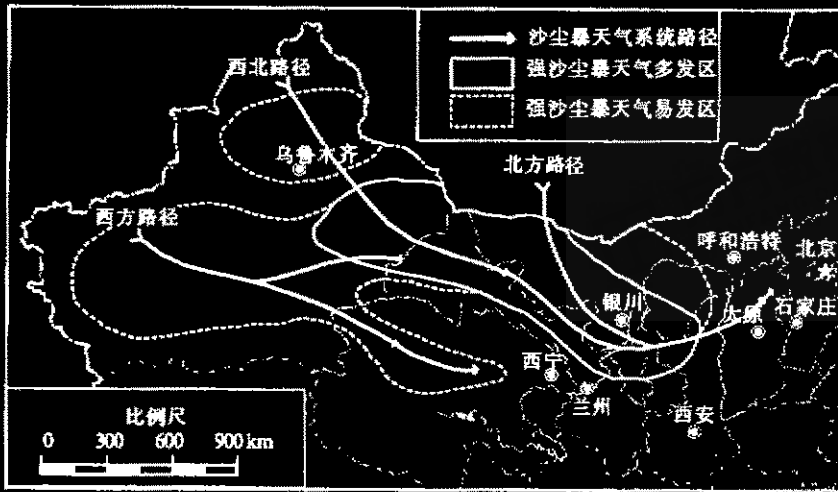 沙尘暴天气系统路径
强沙尘暴天气多发区
强沙尘暴天气易发区
西北路径
乌鲁木齐
北方路径
西方路径
呼和浩特
北京
银川
太原
石家庄
西宁
兰州
西安
比例尺
0 300 600 900 km